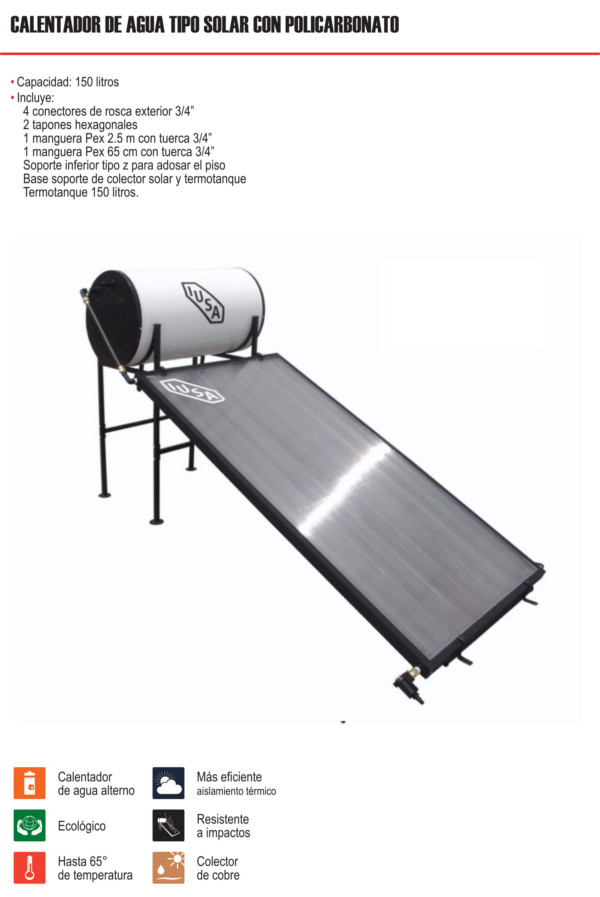 CALENTADOR DE AGUA TIPO SOLAR CON POLICARBONATO
• Capacidad: 150 litros
• Incluye:
4 conectores de rosca exterior 3/4”
2 tapones hexagonales
1 manguera Pex 2.5 m con tuerca 3/4”
1 manguera Pex 65 cm con tuerca 3/4”
Soporte inferior tipo z para adosar el piso
Base soporte de colector solar y termotanque
Termotanque 150 litros.
IUSA
IUSA
Calentador
de agua alterno
Más eficiente
aislamiento térmico
Ecológico
Resistente
a impactos
Hasta 65°
de temperatura
Colector
de cobre